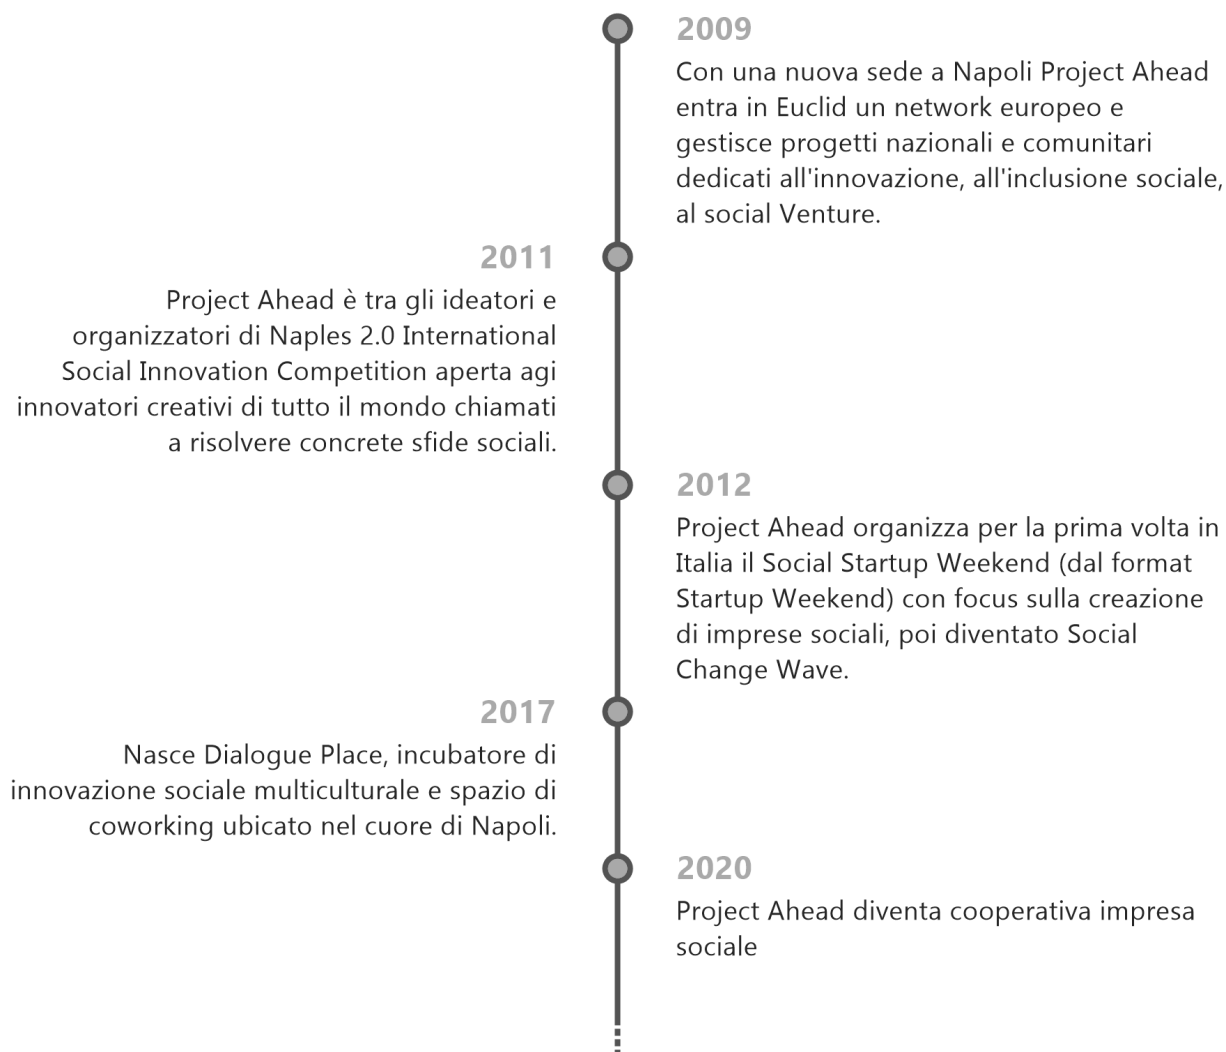 2009
Con una nuova sede a Napoli Project Ahead
entra in Euclid un network europeo e
gestisce progetti nazionali e comunitari
dedicati all'innovazione, all'inclusione sociale,
al social Venture.
2011
Project Ahead è tra gli ideatori e
organizzatori di Naples 2.0 International
Social Innovation Competition aperta agi
innovatori creativi di tutto il mondo chiamati
a risolvere concrete sfide sociali.
2012
Project Ahead organizza per la prima volta in
Italia il Social Startup Weekend (dal format
Startup Weekend) con focus sulla creazione
di imprese sociali, poi diventato Social
Change Wave.
2017
Nasce Dialogue Place, incubatore di
innovazione sociale multiculturale e spazio di
coworking ubicato nel cuore di Napoli.
2020
Project Ahead diventa cooperativa impresa
sociale